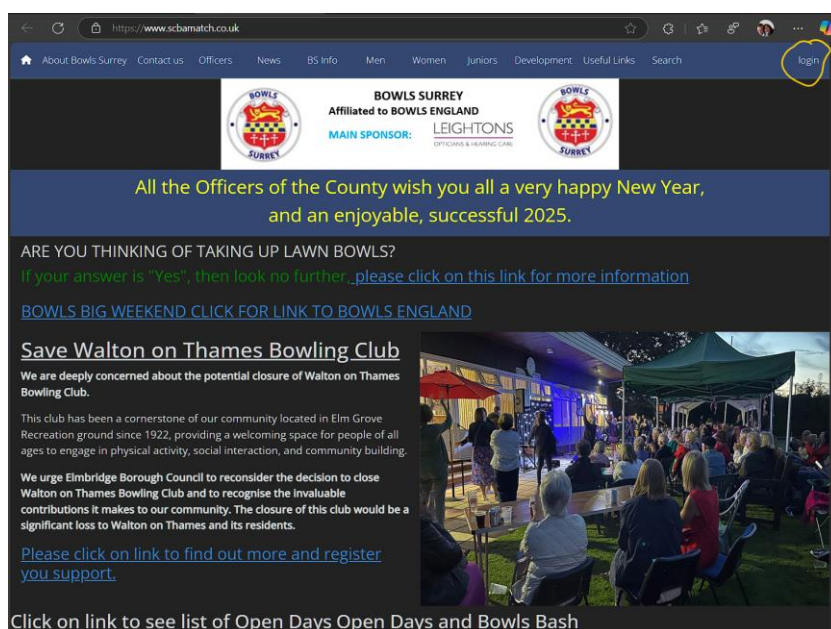 https://www.scbamatch.co.uk
About Bowls Surrey Contact us Officers News BS Info Men Women Juniors Development Useful Links Search login
BOWLS SURREY
BOWLS SURREY
Affiliated to BOWLS ENGLAND
MAIN SPONSOR: LEIGHTONS
OPTICIANS & HEARING CARE
BOWLS SURREY
All the Officers of the County wish you all a very happy New Year,
and an enjoyable, successful 2025.
ARE YOU THINKING OF TAKING UP LAWN BOWLS?
If your answer is "Yes", then look no further, please click on this link for more information
BOWLS BIG WEEKEND CLICK FOR LINK TO BOWLS ENGLAND
Save Walton on Thames Bowling Club
We are deeply concerned about the potential closure of Walton on Thames
Bowling Club.
This club has been a cornerstone of our community located in Elm Grove
Recreation ground since 1922, providing a welcoming space for people of all
ages to engage in physical activity, social interaction, and community building.
We urge Elmbridge Borough Council to reconsider the decision to close
Walton on Thames Bowling Club and to recognise the invaluable
contributions it makes to our community. The closure of this club would be a
significant loss to Walton on Thames and its residents.
Please click on link to find out more and register
you support.
Click on link to see list of Open Days Open Days and Bowls Bash